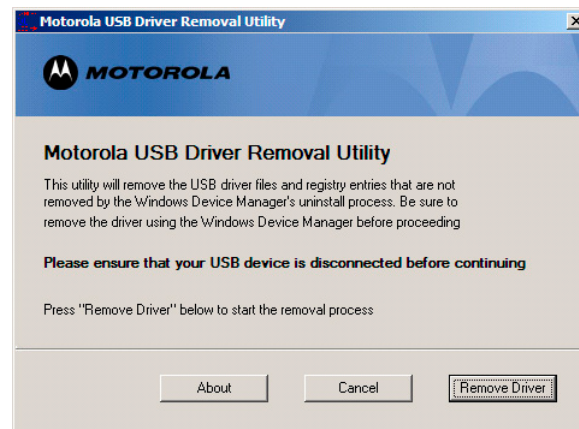 Motorola USB Driver Removal Utility
MOTOROLA
Motorola USB Driver Removal Utility
This utility will remove the USB driver files and registry entries that are not
removed by the Windows Device Manager's uninstall process. Be sure to
remove the driver using the Windows Device Manager before proceeding
Please ensure that your USB device is disconnected before continuing
Press "Remove Driver" below to start the removal process
About
Cancel
Remove Driver